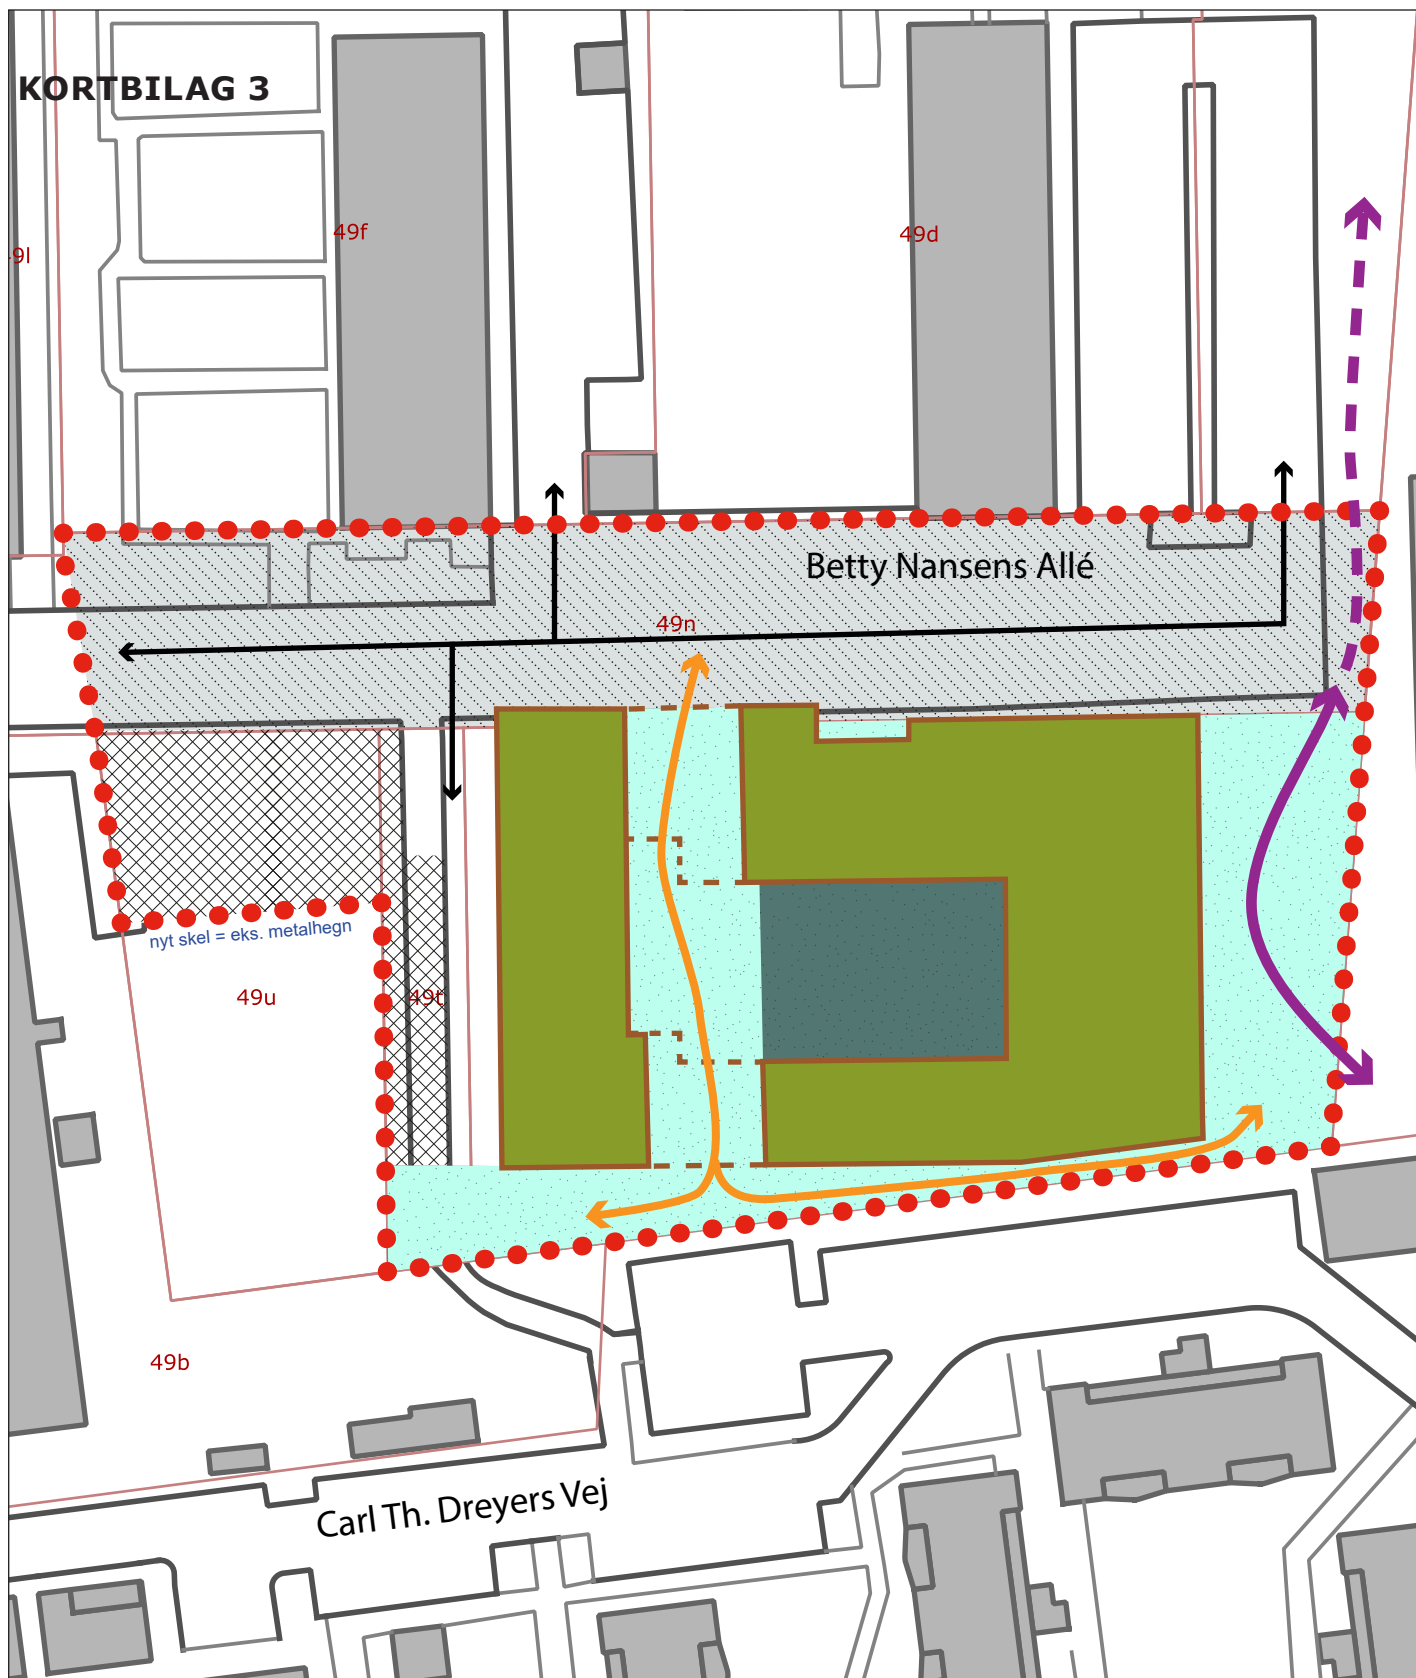 KORTBILAG 3
49f
49d
9l
Betty Nansens Allé
49n
nyt skel = eks. metalhegn
49u
49t
49b
Carl Th. Dreyers Vej